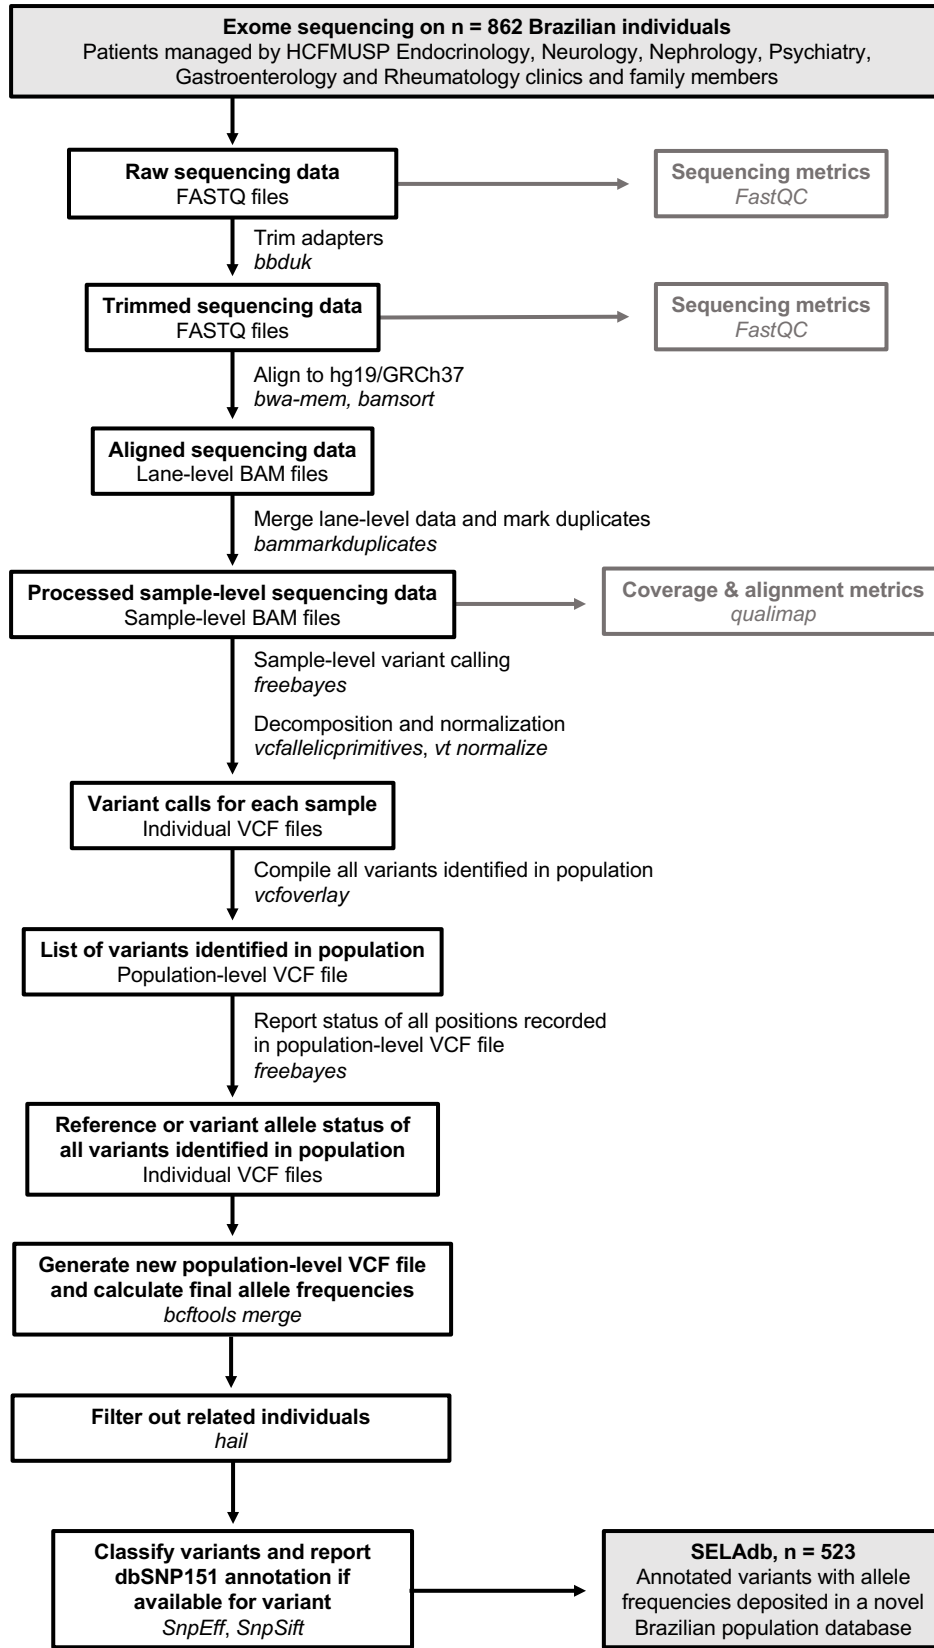 Exome sequencing on n = 862 Brazilian individuals
Patients managed by HCFMUSP Endocrinology, Neurology, Nephrology, Psychiatry,
Gastroenterology and Rheumatology clinics and family members
Raw sequencing data
FASTQ files
Sequencing metrics
FastQC
Trim adapters
bbduk
Trimmed sequencing data
FASTQ files
Sequencing metrics
FastQC
Align to hg19/GRCh37
bwa-mem, bamsort
Aligned sequencing data
Lane-level BAM files
Merge lane-level data and mark duplicates
bammarkduplicates
Processed sample-level sequencing data
Sample-level BAM files
Coverage & alignment metrics
qualimap
Sample-level variant calling
freebayes
Decomposition and normalization
vcfallelicprimitives, vt normalize
Variant calls for each sample
Individual VCF files
Compile all variants identified in population
vcfoverlay
List of variants identified in population
Population-level VCF file
Report status of all positions recorded
in population-level VCF file
freebayes
Reference or variant allele status of
all variants identified in population
Individual VCF files
Generate new population-level VCF file
and calculate final allele frequencies
bcftools merge
Filter out related individuals
hail
Classify variants and report
dbSNP151 annotation if
available for variant
SnpEff, SnpSift
SELAdb, n = 523
Annotated variants with allele
frequencies deposited in a novel
Brazilian population database